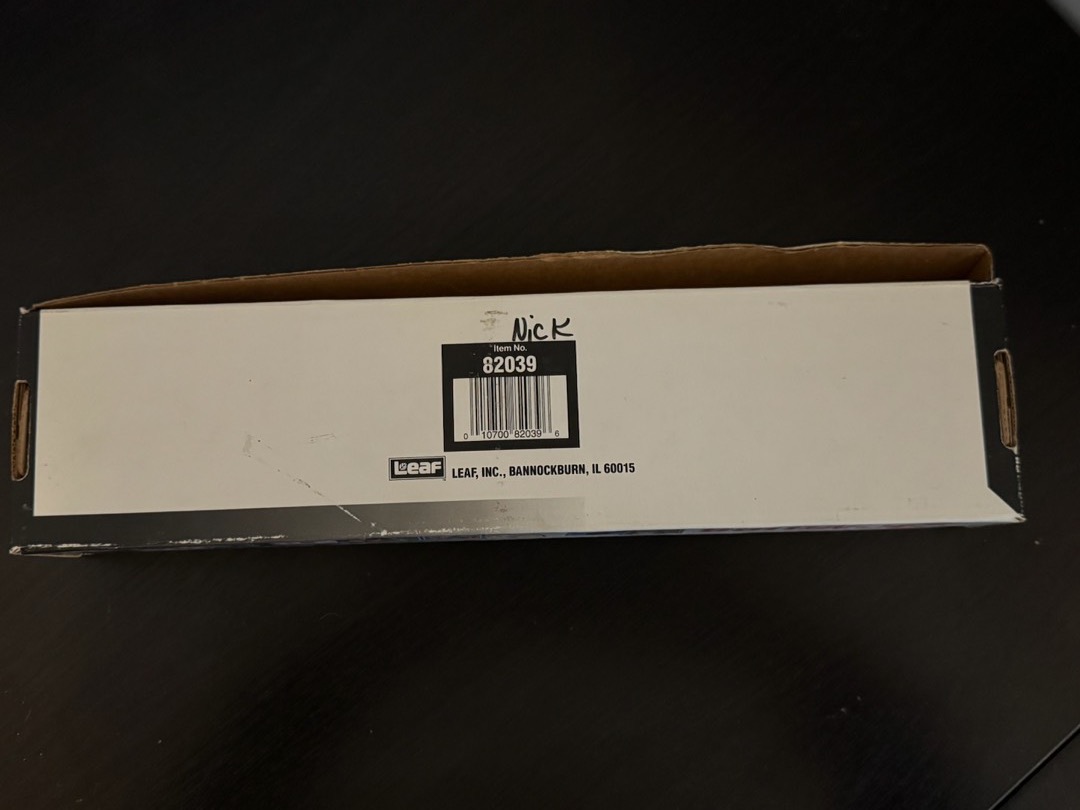 Nick
Item No.
82039
0 10700 82039 6
Leaf LEAF, INC., BANNOCKBURN, IL 60015